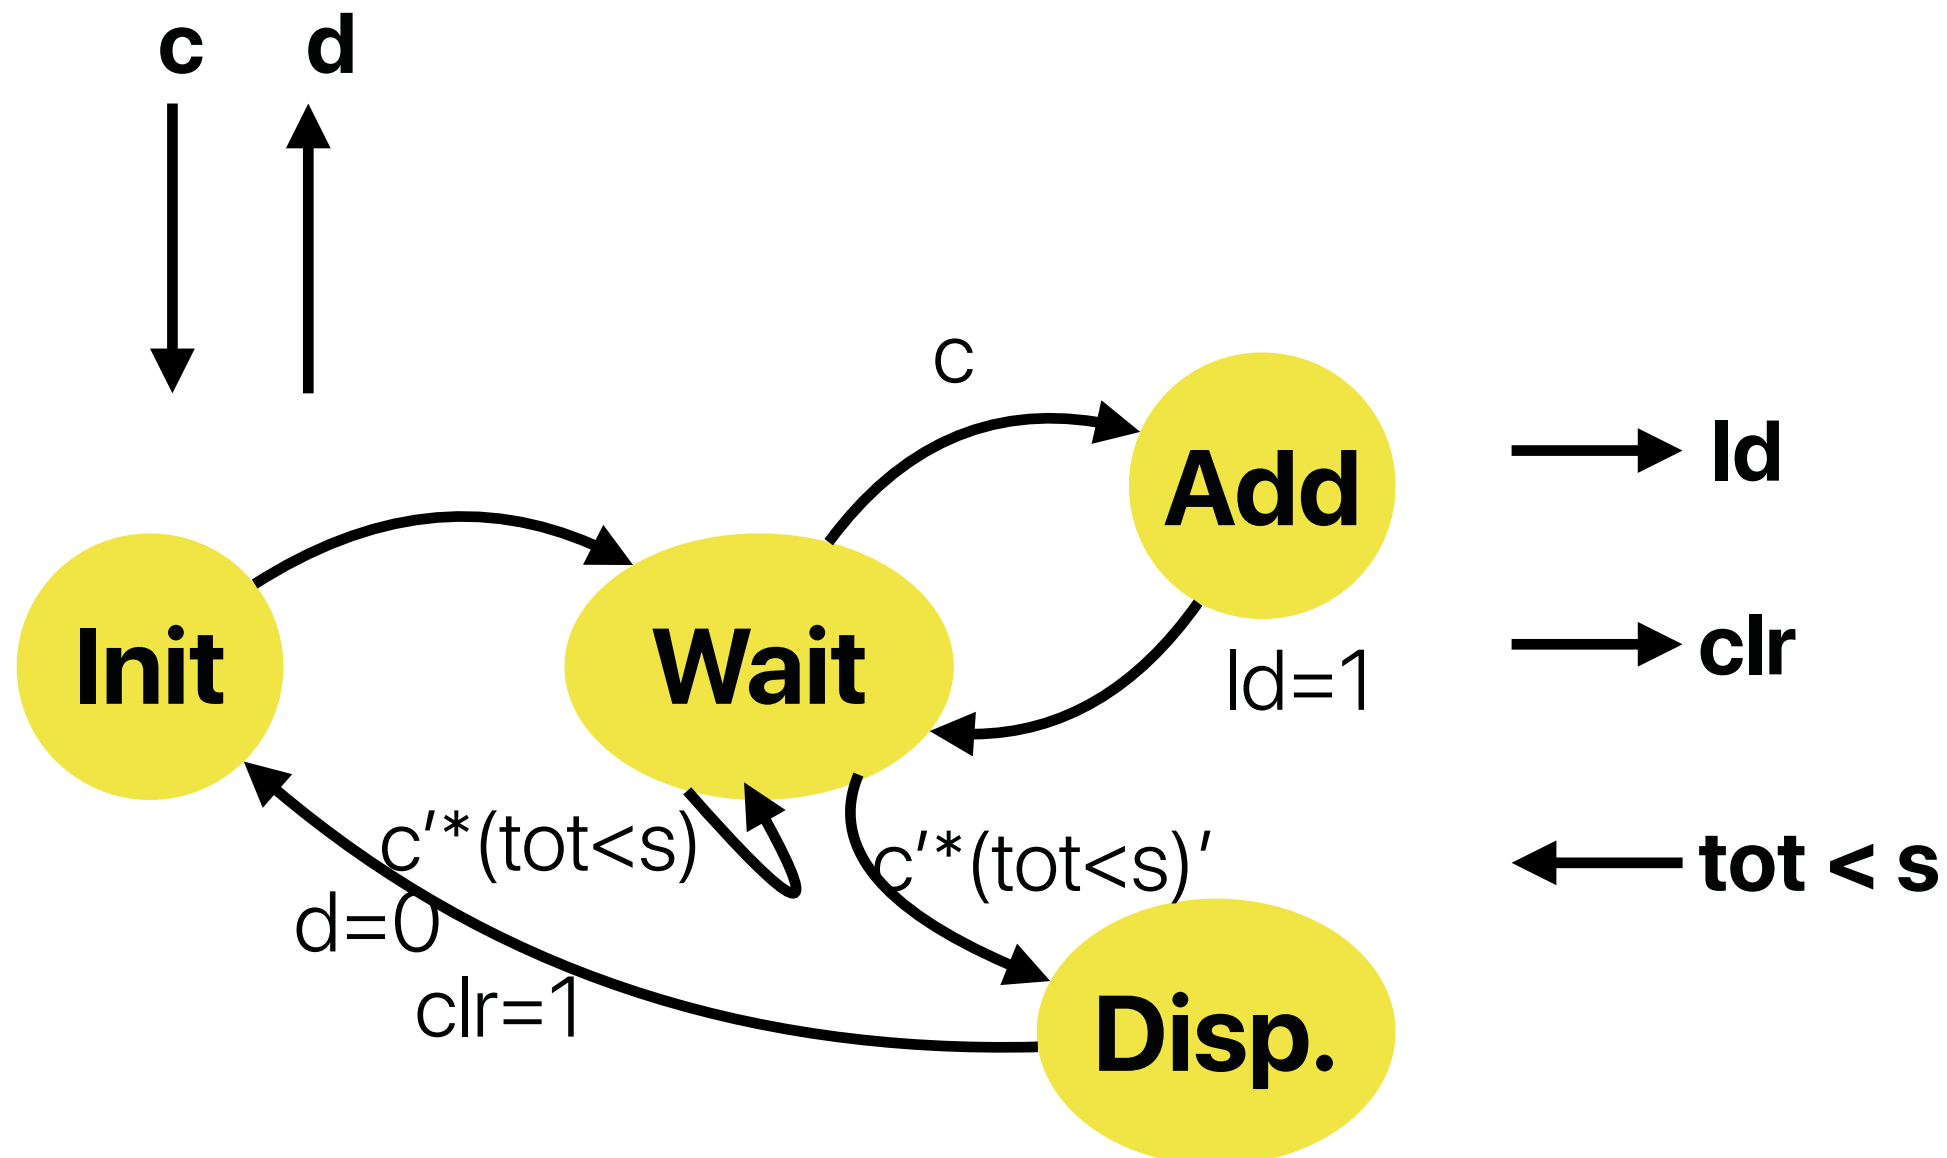 c d
c
Add
ld
Init
Wait
ld=1
clr
c'*(tot<s)
c'*(tot<s)'
tot < s
d=0
clr=1
Disp.